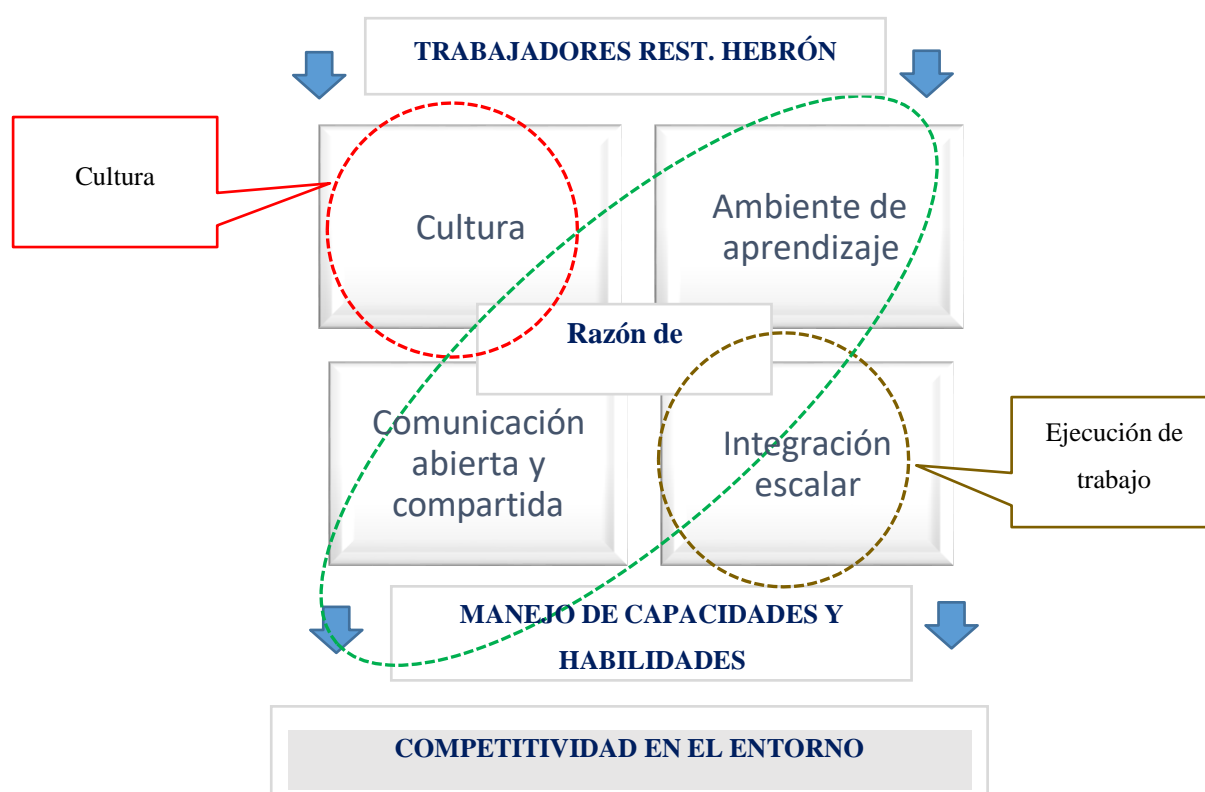 TRABAJADORES REST. HEBRÓN
Cultura
Cultura
Ambiente de
aprendizaje
Razón de
Comunicación
abierta y
compartida
Integración
escalar
Ejecución de
trabajo
MANEJO DE CAPACIDADES Y
HABILIDADES
COMPETITIVIDAD EN EL ENTORNO